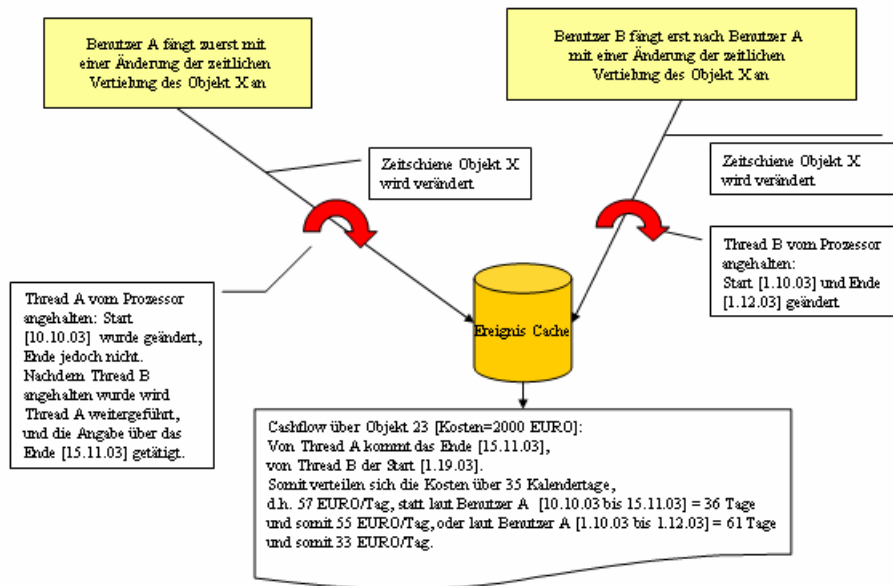 Benutzer A fängt zuerst mit
einer Änderung der zeitlichen
Vertielung des Objekt X an
Benutzer B fängt erst nach Benutzer A
mit einer Änderung der zeitlichen
Vertielung des Objekt X an
Zeitschiene Objekt X
wird verändert
Zeitschiene Objekt X
wird verändert
Thread B vom Prozessor
angehalten:
Start [1.10.03] und Ende
[1.12.03] geändert
Thread A vom Prozessor
angehalten: Start
[10.10.03] wurde geändert,
Ende jedoch nicht.
Nachdem Thread B
angehalten wurde wird
Thread A weitergeführt,
und die Angabe über das
Ende [15.11.03] getätigt.
Ereignis Cache
Cashflow über Objekt 23 [Kosten=2000 EURO]:
Von Thread A kommt das Ende [15.11.03],
von Thread B der Start [1.19.03].
Somit verteilen sich die Kosten über 35 Kalendertage,
d.h. 57 EURO/Tag, statt laut Benutzer A [10.10.03 bis 15.11.03] = 36 Tage
und somit 55 EURO/Tag, oder laut Benutzer A [1.10.03 bis 1.12.03] = 61 Tage
und somit 33 EURO/Tag.